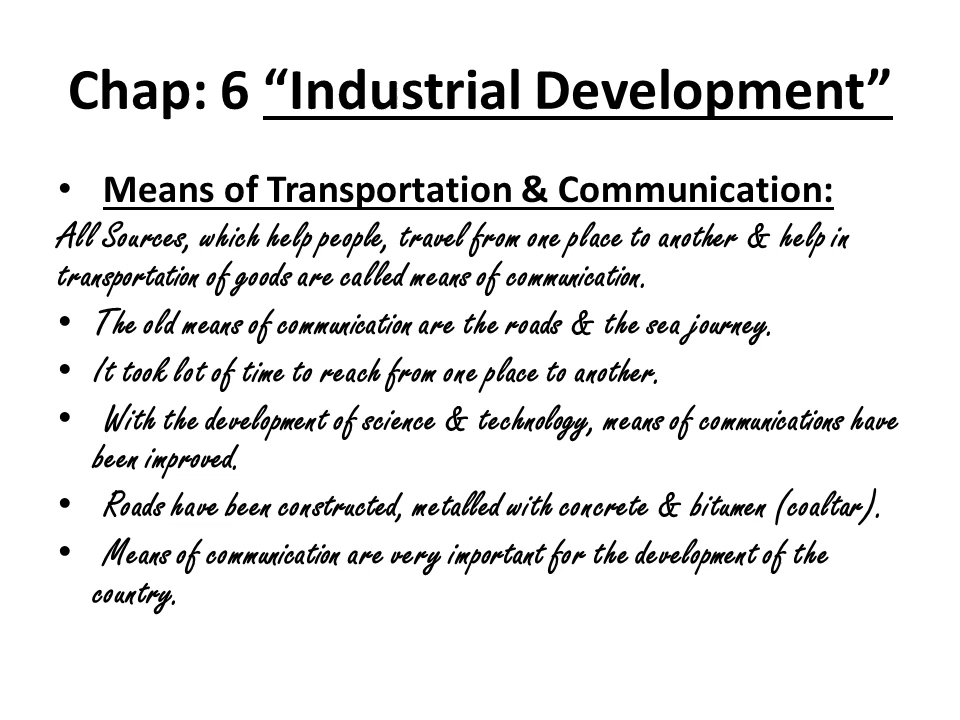 Chap: 6 “Industrial Development”
• Means of Transportation & Communication:
All Sources, which help people, travel from one place to another & help in
transportation of goods are called means of communication.
• The old means of communication are the roads & the sea journey.
• It took lot of time to reach from one place to another.
• With the development of science & technology, means of communications have
been improved.
• Roads have been constructed, metalled with concrete & bitumen (coaltar).
• Means of communication are very important for the development of the
country.